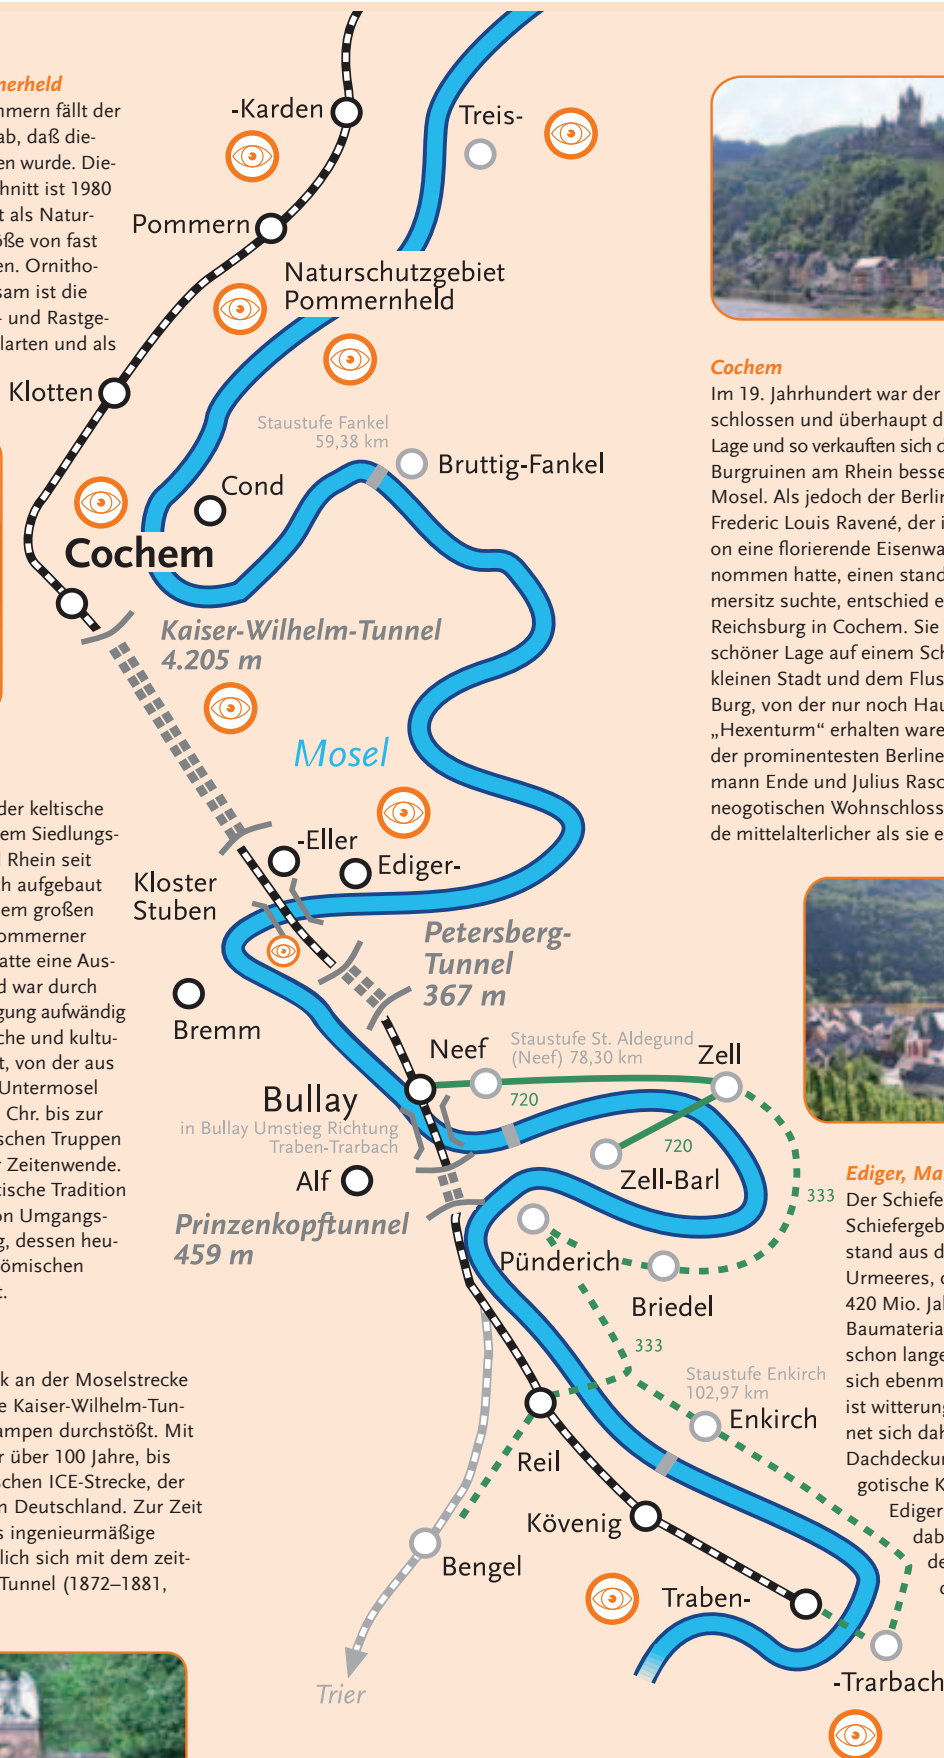 nerheld
mmern fällt der
ab, daß die-
en wurde. Die-
hnitt ist 1980
t als Natur-
öße von fast
en. Ornitho-
sam ist die
- und Rastge-
larten und als
-Karden
Treis-
Pommern
Naturschutzgebiet
Pommernheld
Klotten
Staustufe Fankel
59,38 km
Bruttig-Fankel
Cond
Cochem
Kaiser-Wilhelm-Tunnel
4.205 m
Mosel
-Eller
Ediger-
Kloster
Stuben
Petersberg-
Tunnel
367 m
Bremm
Neef
Staustufe St. Aldegund
(Neef) 78,30 km
Zell
720
Bullay
in Bullay Umstieg Richtung
Traben-Trarbach
720
Alf
Zell-Barl
333
Prinzenkopftunnel
459 m
Pünderich
Briedel
333
Staustufe Enkirch
102,97 km
Enkirch
Reil
Kövenig
Bengel
Traben-
-Trarbach
Trier
Cochem
Im 19. Jahrhundert war der
schlossen und überhaupt d
Lage und so verkauften sich d
Burgruinen am Rhein besse
Mosel. Als jedoch der Berlin
Frederic Louis Ravené, der i
on eine florierende Eisenwa
nommen hatte, einen stand
mersitz suchte, entschied e
Reichsburg in Cochem. Sie
schöner Lage auf einem Sch
kleinen Stadt und dem Flus
Burg, von der nur noch Hau
„Hexenturm“ erhalten ware
der prominentesten Berline
mann Ende und Julius Rasc
neogotischen Wohnschloss
de mittelalterlicher als sie e
der keltische
em Siedlungs-
l Rhein seit
ch aufgebaut
em großen
ommerner
atte eine Aus-
d war durch
gung aufwändig
che und kultu-
t, von der aus
Untermosel
Chr. bis zur
schen Truppen
r Zeitenwende.
tische Tradition
on Umgangs-
g, dessen heu-
ömischen
t.
k an der Moselstrecke
e Kaiser-Wilhelm-Tun-
ampen durchstößt. Mit
r über 100 Jahre, bis
schen ICE-Strecke, der
n Deutschland. Zur Zeit
s ingenieurmäßige
lich sich mit dem zeit-
Tunnel (1872–1881,
Ediger, Ma
Der Schiefe
Schiefergeb
stand aus d
Urmeeres, d
420 Mio. Jal
Baumateria
schon lange
sich ebenm
ist witterung
net sich dah
Dachdeckur
gotische K
Ediger
dab
de